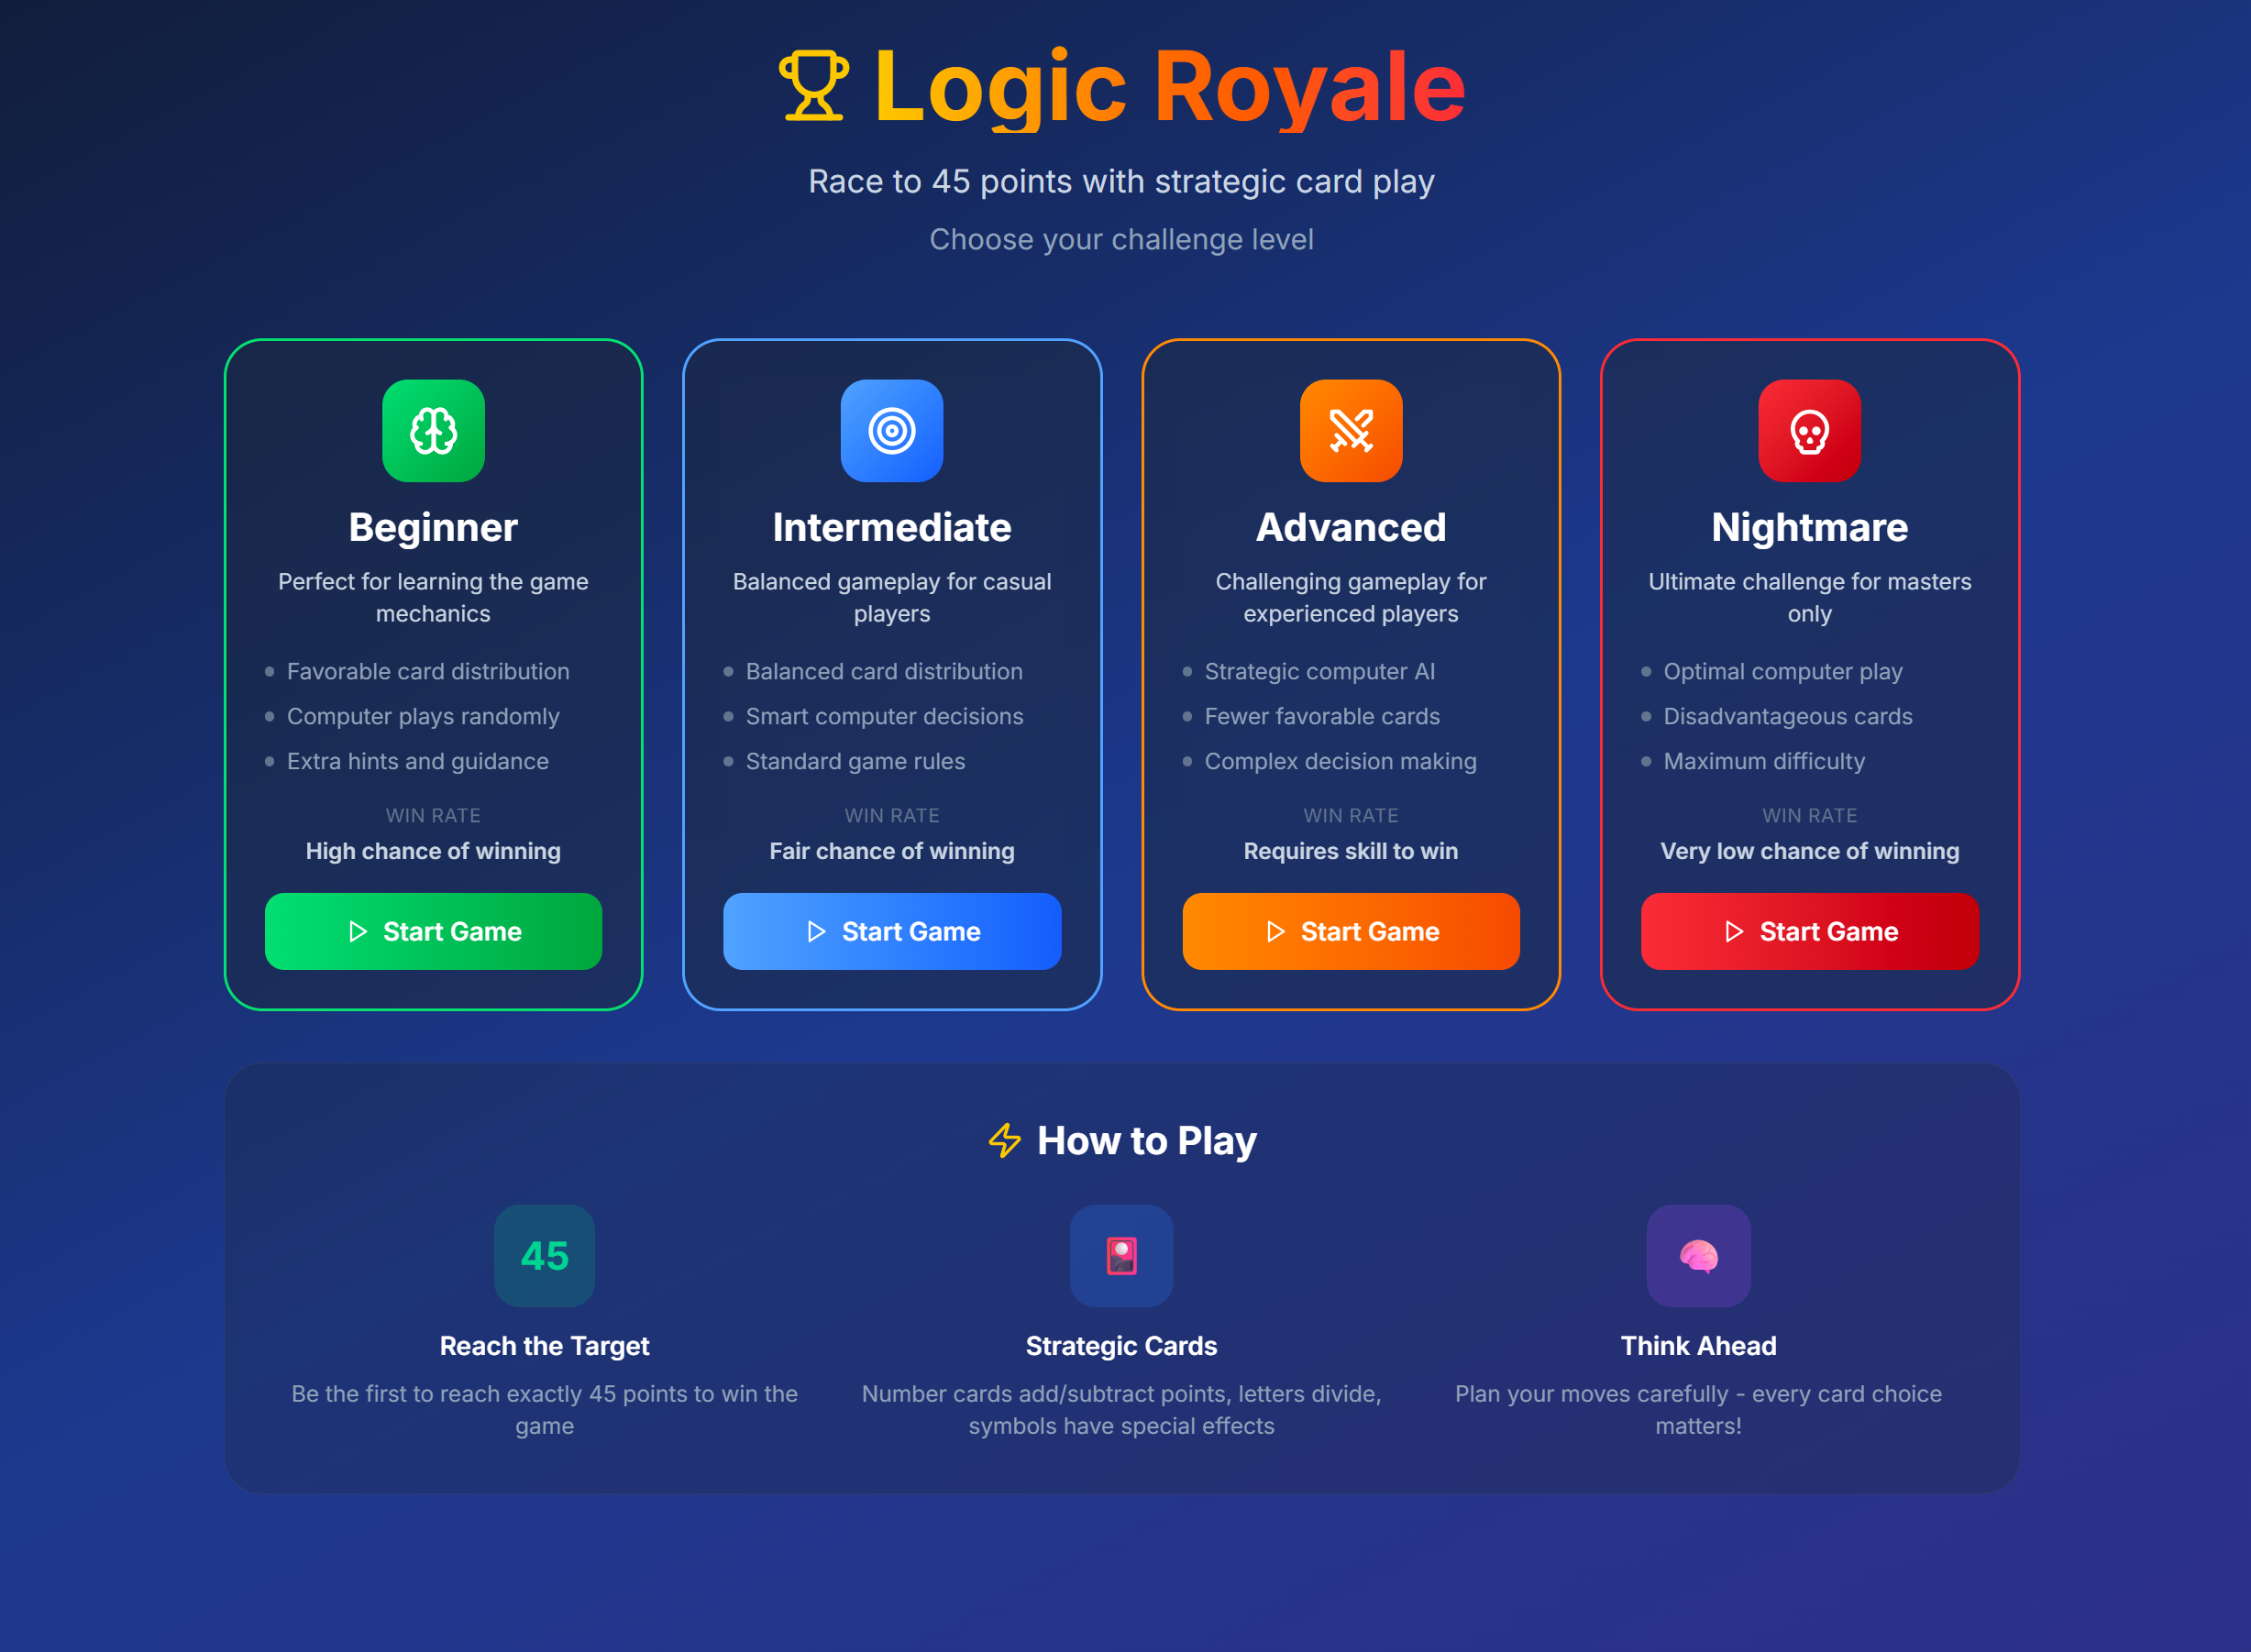 Logic Royale
Race to 45 points with strategic card play
Choose your challenge level
Beginner
Perfect for learning the game
mechanics
Favorable card distribution
Computer plays randomly
Extra hints and guidance
WIN RATE
High chance of winning
Start Game
Intermediate
Balanced gameplay for casual
players
Balanced card distribution
Smart computer decisions
Standard game rules
WIN RATE
Fair chance of winning
Start Game
Advanced
Challenging gameplay for
experienced players
Strategic computer AI
Fewer favorable cards
Complex decision making
WIN RATE
Requires skill to win
Start Game
Nightmare
Ultimate challenge for masters
only
Optimal computer play
Disadvantageous cards
Maximum difficulty
WIN RATE
Very low chance of winning
Start Game
How to Play
45
Reach the Target
Be the first to reach exactly 45 points to win the
game
Strategic Cards
Number cards add/subtract points, letters divide,
symbols have special effects
Think Ahead
Plan your moves carefully - every card choice
matters!